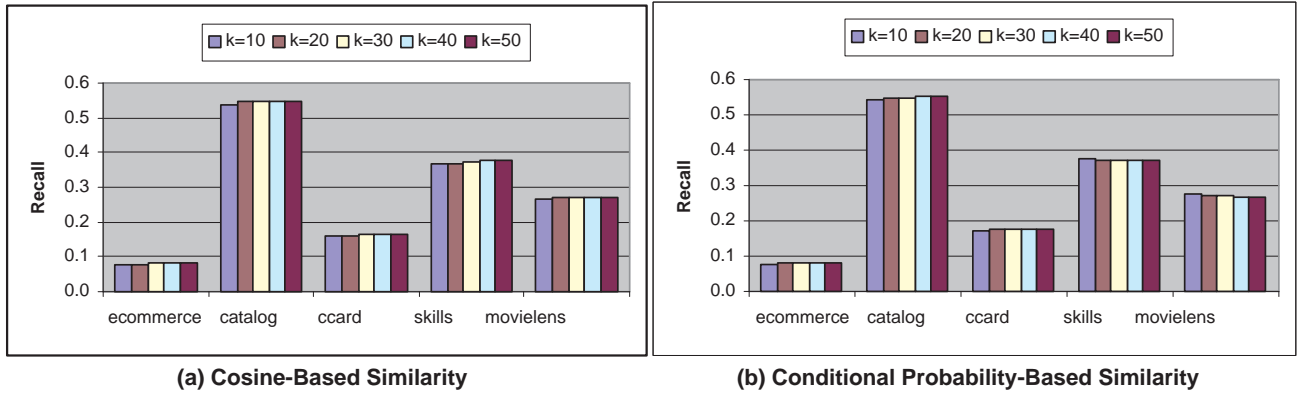 k=10 k=20 k=30 k=40 k=50
0.6
0.5
0.4
0.3
0.2
0.1
0.0
Recall
ecommerce catalog ccard skills movielens
(a) Cosine-Based Similarity
k=10 k=20 k=30 k=40 k=50
0.6
0.5
0.4
0.3
0.2
0.1
0.0
Recall
ecommerce catalog ccard skills movielens
(b) Conditional Probability-Based Similarity